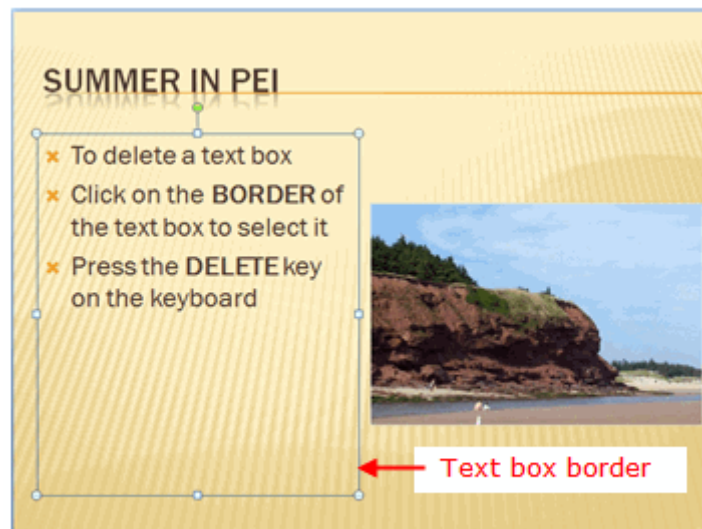 SUMMER IN PEI
To delete a text box
Click on the BORDER of
the text box to select it
Press the DELETE key
on the keyboard
Text box border